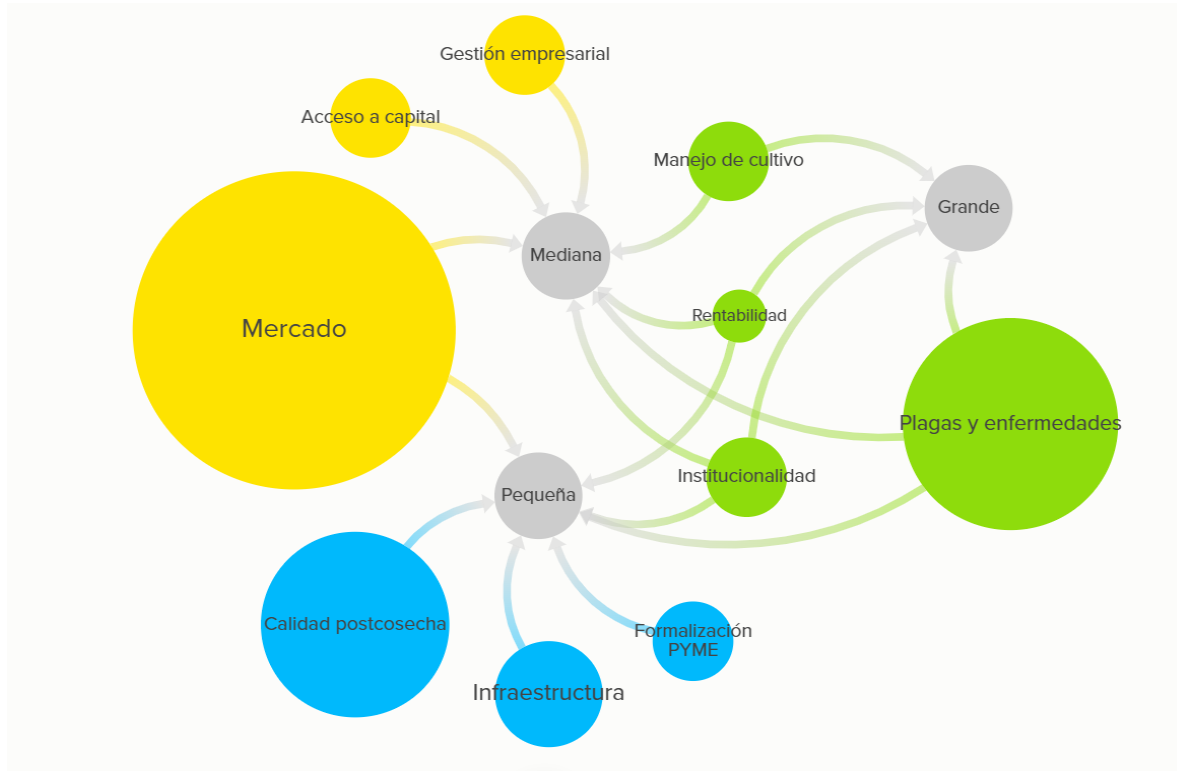 Gestión empresarial
Acceso a capital
Manejo de cultivo
Grande
Mediana
Mercado
Rentabilidad
Plagas y enfermedades
Institucionalidad
Pequeña
Calidad postcosecha
Formalización
PYME
Infraestructura